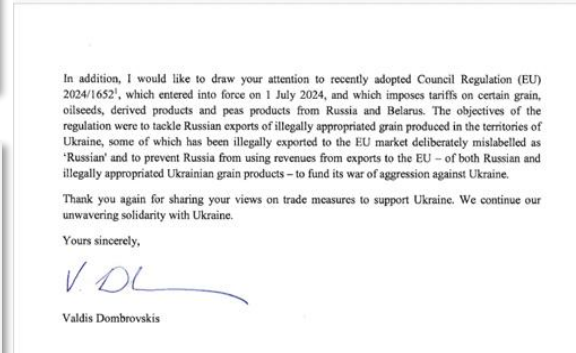 In addition, I would like to draw your attention to recently adopted Council Regulation (EU)
2024/1652¹, which entered into force on 1 July 2024, and which imposes tariffs on certain grain,
oilseeds, derived products and peas products from Russia and Belarus. The objectives of the
regulation were to tackle Russian exports of illegally appropriated grain produced in the territories of
Ukraine, some of which has been illegally exported to the EU market deliberately mislabelled as
‘Russian’ and to prevent Russia from using revenues from exports to the EU – of both Russian and
illegally appropriated Ukrainian grain products – to fund its war of aggression against Ukraine.
Thank you again for sharing your views on trade measures to support Ukraine. We continue our
unwavering solidarity with Ukraine.
Yours sincerely,
Valdis Dombrovskis